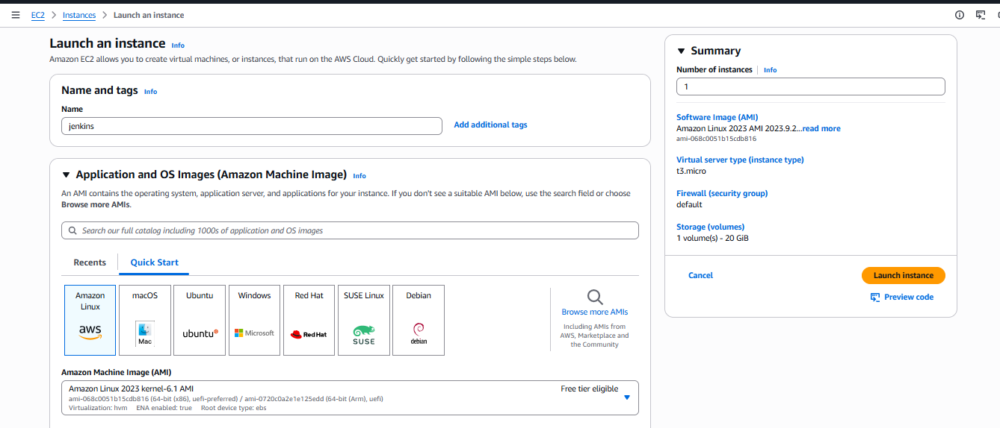 EC2 > Instances > Launch an instance
Launch an instance Info
Amazon EC2 allows you to create virtual machines, or instances, that run on the AWS Cloud. Quickly get started by following the simple steps below.
Name and tags Info
Name
jenkins
Add additional tags
Application and OS Images (Amazon Machine Image) Info
An AMI contains the operating system, application server, and applications for your instance. If you don't see a suitable AMI below, use the search field or choose
Browse more AMIs.
Search our full catalog including 1000s of application and OS images
Recents
Quick Start
Amazon
Linux
aws
macOS
Mac
Ubuntu
ubuntu
Windows
Microsoft
Red Hat
Red Hat
SUSE Linux
SUSE
Debian
debian
Browse more AMIs
Including AMIs from
AWS, Marketplace and
the Community
Amazon Machine Image (AMI)
Amazon Linux 2023 kernel-6.1 AMI
Free tier eligible
ami-068c0051b15cdb816 (64-bit (x86), uefi-preferred) / ami-0720c0a2e1e125edd (64-bit (Arm), uefi)
Virtualization: hvm ENA enabled: true Root device type: ebs
Summary
Number of instances Info
1
Software Image (AMI)
Amazon Linux 2023 AMI 2023.9.2...read more
ami-068c0051b15cdb816
Virtual server type (instance type)
t3.micro
Firewall (security group)
default
Storage (volumes)
1 volume(s) - 20 GiB
Cancel
Launch instance
Preview code